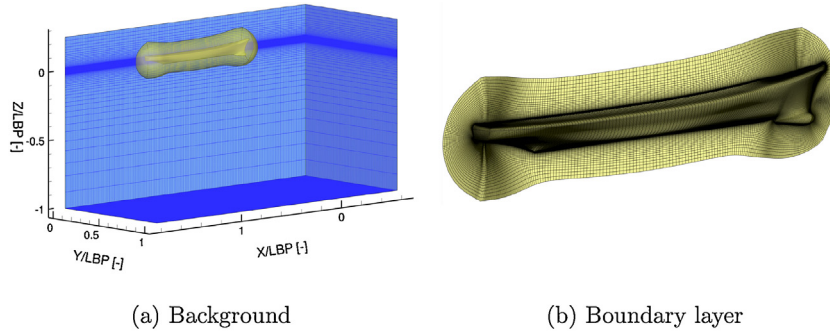 0
-0.5
-1
Z/LBP [-]
0
0.5
1
Y/LBP [-]
1
0
X/LBP [-]
(a) Background
(b) Boundary layer